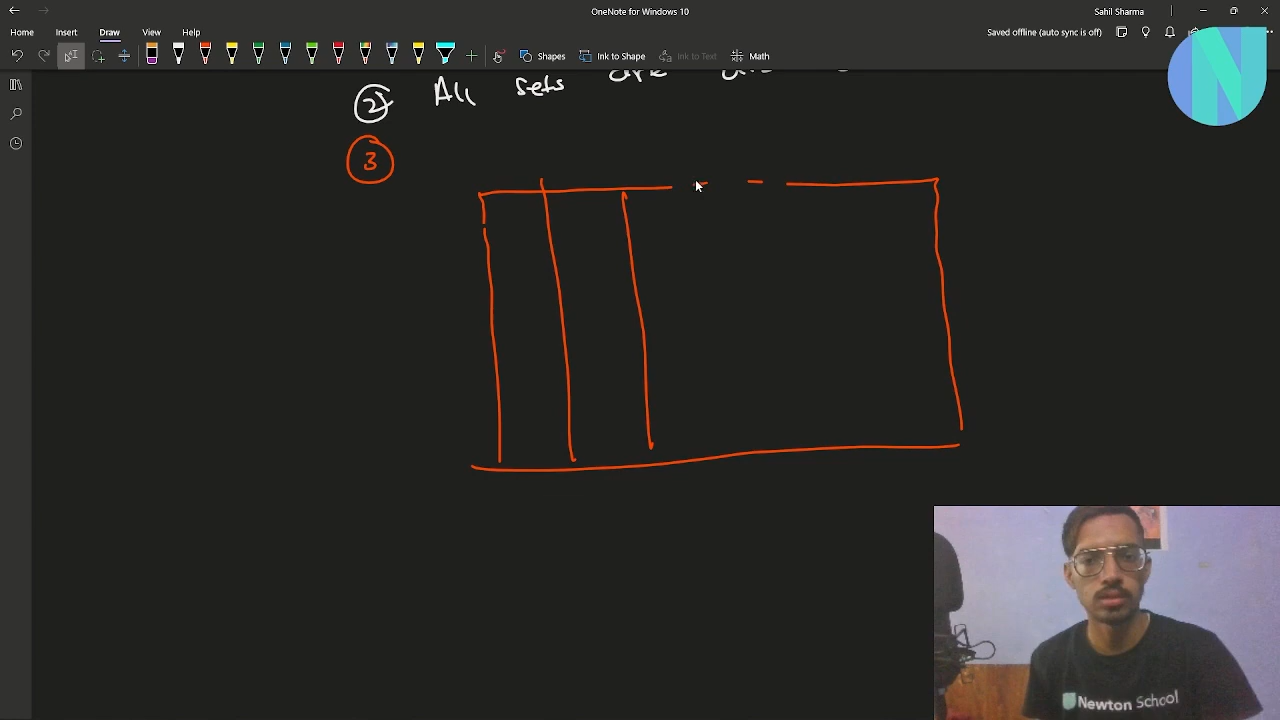 OneNote for Windows 10
Sahil Sharma
Home Insert Draw View Help
Saved offline (auto sync is off)
Shapes Ink to Shape Ink to Text Math
② All sets
③
Newton School